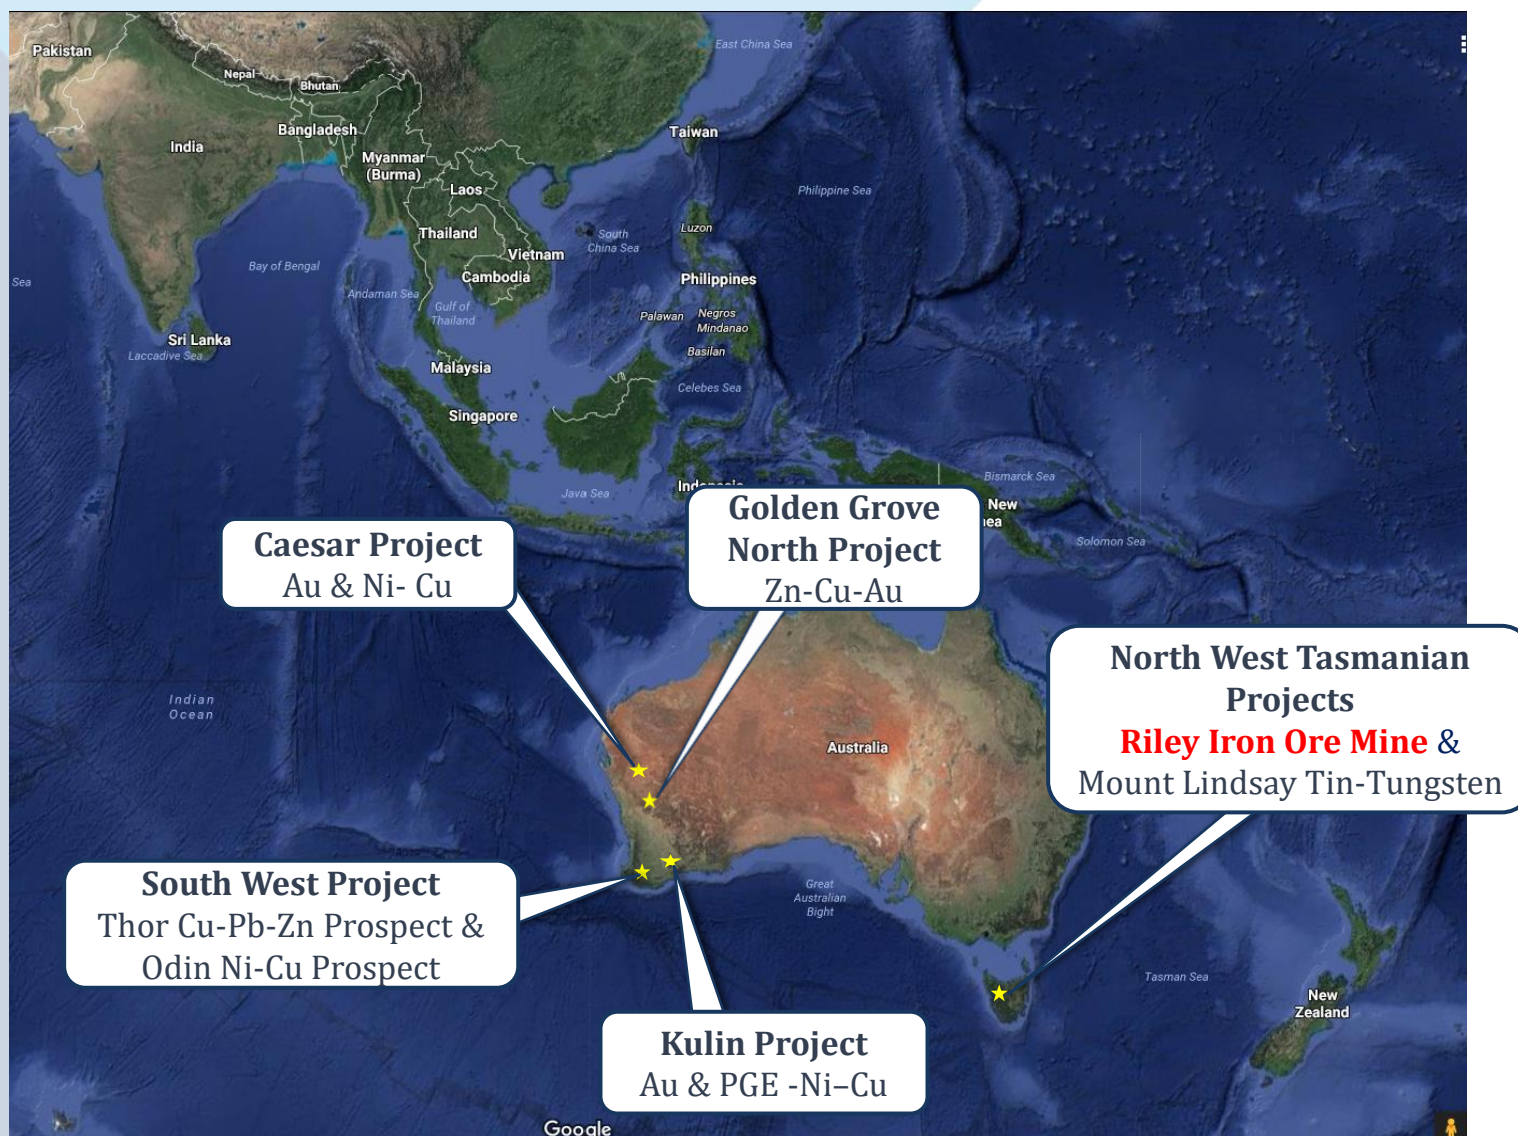 East China Sea
Pakistan
Nepal
Bhutan
Bangladesh
India
Myanmar
(Burma)
Taiwan
Laos
Philippine Sea
Thailand
Luzon
South
China Sea
Vietnam
Bay of Bengal
Cambodia
Philippines
Sea
Andaman Sea
Gulf of
Thailand
Palawan
Negros
Mindanao
Sri Lanka
Laccadive Sea
Basilan
Malaysia
Celebes Sea
Singapore
Bismarck Sea
Java Sea
New
Solomon Sea
Caesar Project
Au & Ni- Cu
Golden Grove
North Project
Zn-Cu-Au
North West Tasmanian
Projects
Riley Iron Ore Mine &
Mount Lindsay Tin-Tungsten
Indian
Ocean
Australia
South West Project
Thor Cu-Pb-Zn Prospect &
Odin Ni-Cu Prospect
Great
Australian
Bight
Tasman Sea
New
Zealand
Kulin Project
Au & PGE -Ni–Cu
Google